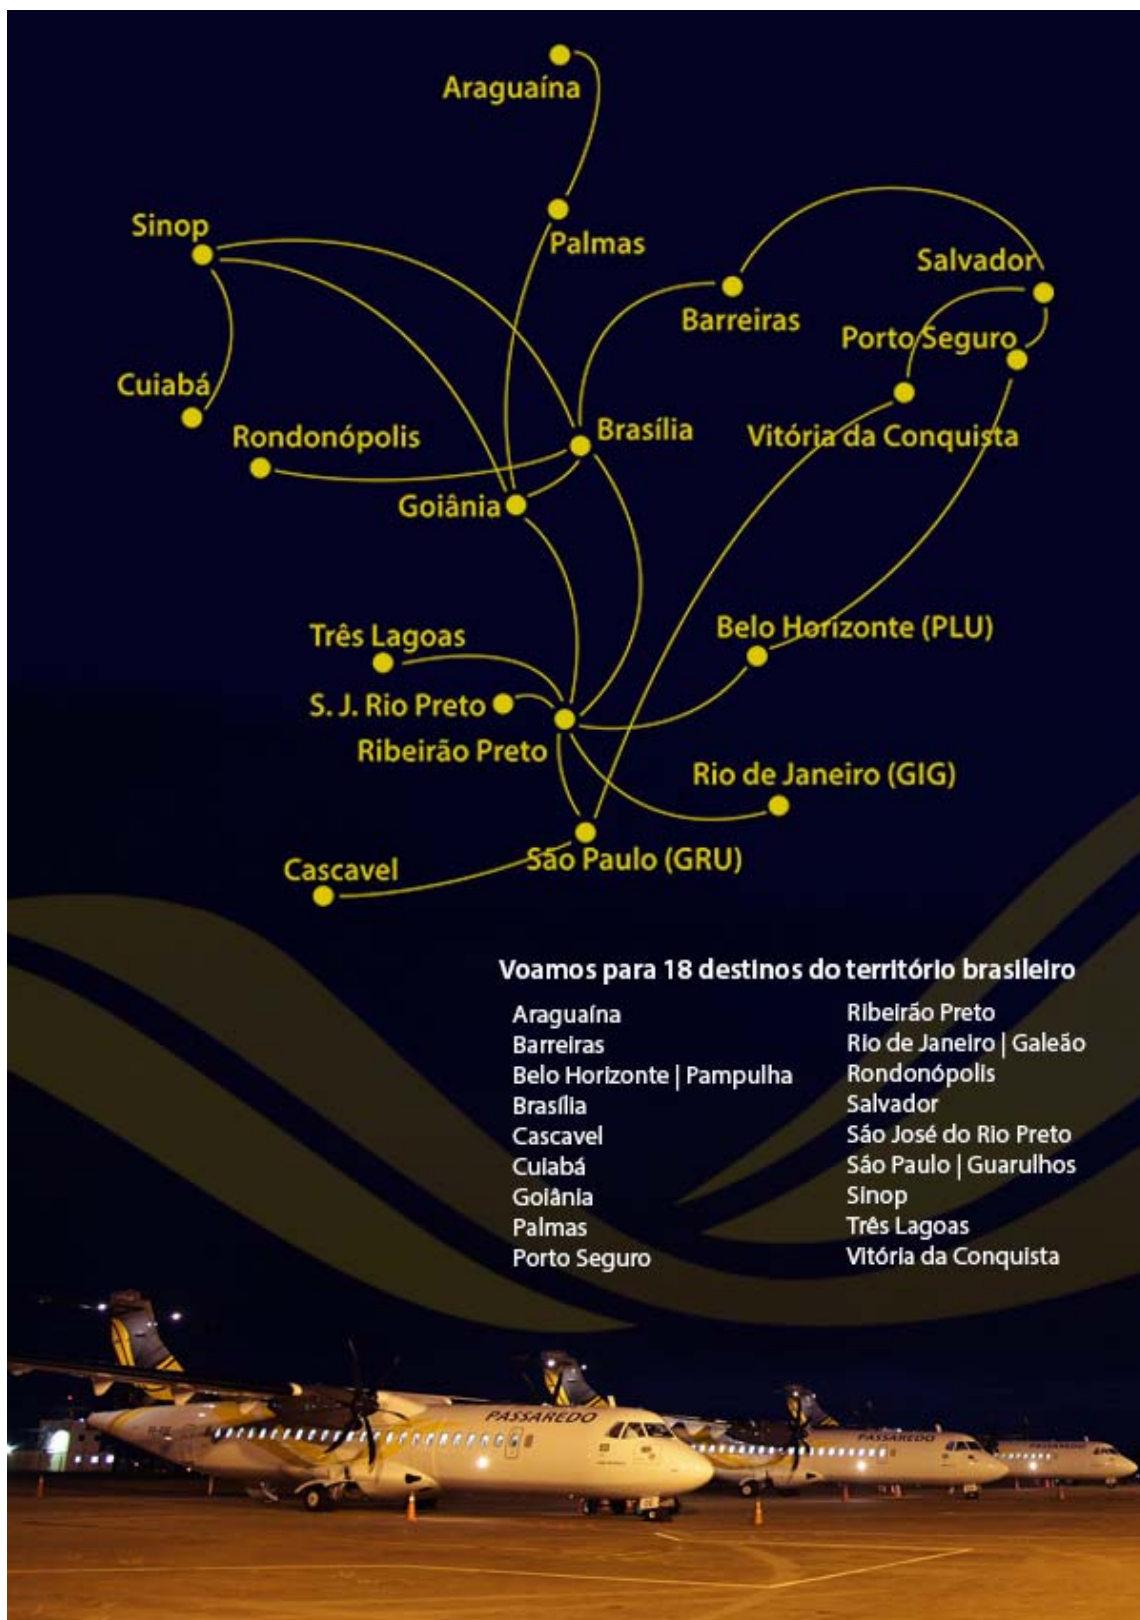 Araguaína
Sinop
Palmas
Salvador
Barreiras
Porto Seguro
Cuiabá
Rondonópolis
Brasília
Vitória da Conquista
Goiânia
Três Lagoas
Belo Horizonte (PLU)
S. J. Rio Preto
Ribeirão Preto
Rio de Janeiro (GIG)
São Paulo (GRU)
Cascavel
Voamos para 18 destinos do território brasileiro
Araguaína
Barreiras
Belo Horizonte | Pampulha
Brasília
Cascavel
Cuiabá
Goiânia
Palmas
Porto Seguro
Ribeirão Preto
Rio de Janeiro | Galeão
Rondonópolis
Salvador
São José do Rio Preto
São Paulo | Guarulhos
Sinop
Três Lagoas
Vitória da Conquista
PASSAREDO
PASSAREDO
PASSAREDO